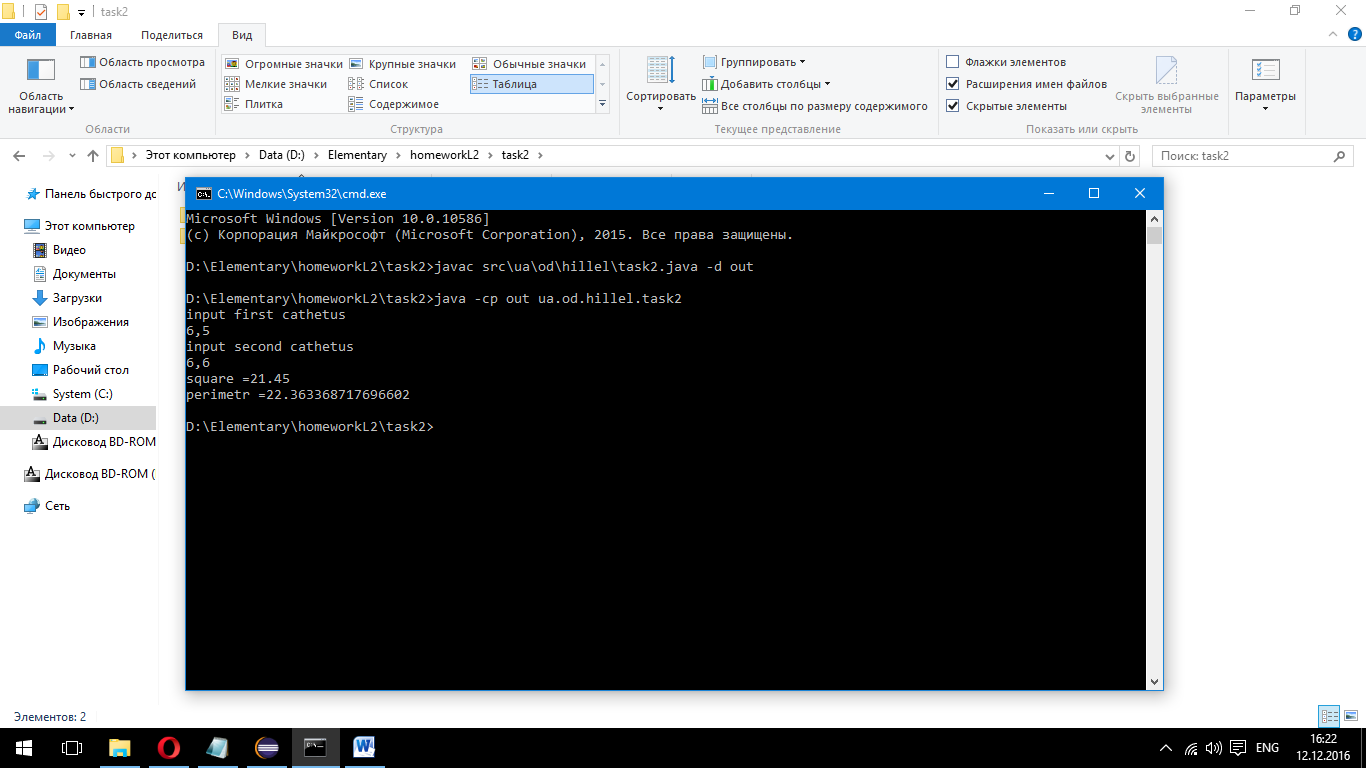 task2
Файл Главная Поделиться Вид
Область навигации
Область просмотра
Область сведений
Области
Огромные значки Крупные значки Обычные значки
Мелкие значки Список Таблица
Плитка Содержимое
Структура
Сортировать
Группировать
Добавить столбцы
Все столбцы по размеру содержимого
Текущее представление
Флажки элементов
Расширения имен файлов
Скрытые элементы
Скрыть выбранные элементы
Показать или скрыть
Параметры
Этот компьютер Data (D:) Elementary homeworkL2 task2
Поиск: task2
Панель быстрого дс
Этот компьютер
Видео
Документы
Загрузки
Изображения
Музыка
Рабочий стол
System (C:)
Data (D:)
Дисковод BD-ROM
Дисковод BD-ROM (
Сеть
C:\Windows\System32\cmd.exe
Microsoft Windows [Version 10.0.10586]
(c) Корпорация Майкрософт (Microsoft Corporation), 2015. Все права защищены.
D:\Elementary\homeworkL2\task2>javac src\ua\od\hillel\task2.java -d out
D:\Elementary\homeworkL2\task2>java -cp out ua.od.hillel.task2
input first cathetus
6,5
input second cathetus
6,6
square =21.45
perimetr =22.363368717696602
D:\Elementary\homeworkL2\task2>
Элементов: 2
ENG
16:22
12.12.2016